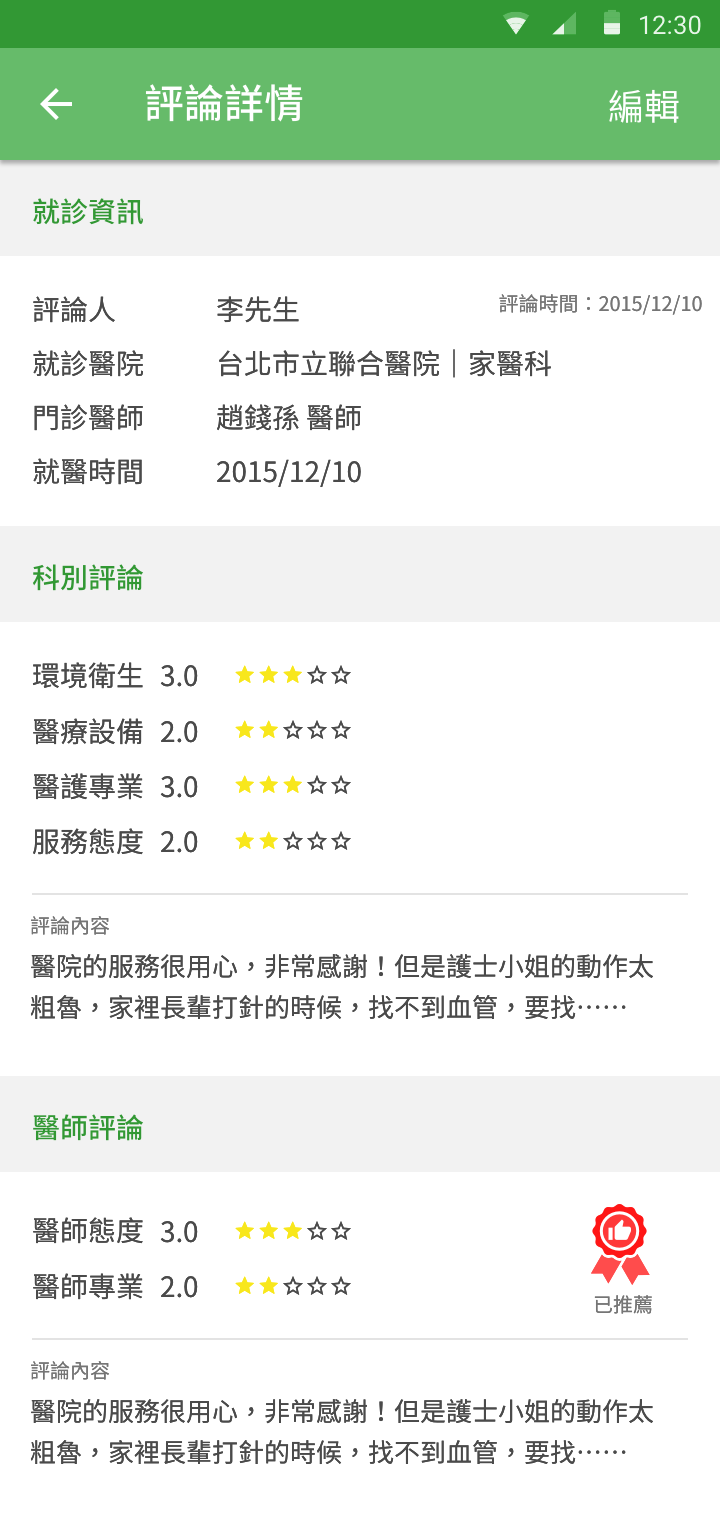 12:30
評論詳情
編輯
就診資訊
評論人 李先生 評論時間：2015/12/10
就診醫院 台北市立聯合醫院｜家醫科
門診醫師 趙錢孫 醫師
就醫時間 2015/12/10
科別評論
環境衛生 3.0
醫療設備 2.0
醫護專業 3.0
服務態度 2.0
評論內容
醫院的服務很用心，非常感謝！但是護士小姐的動作太
粗魯，家裡長輩打針的時候，找不到血管，要找⋯⋯
醫師評論
醫師態度 3.0
醫師專業 2.0
已推薦
評論內容
醫院的服務很用心，非常感謝！但是護士小姐的動作太
粗魯，家裡長輩打針的時候，找不到血管，要找⋯⋯